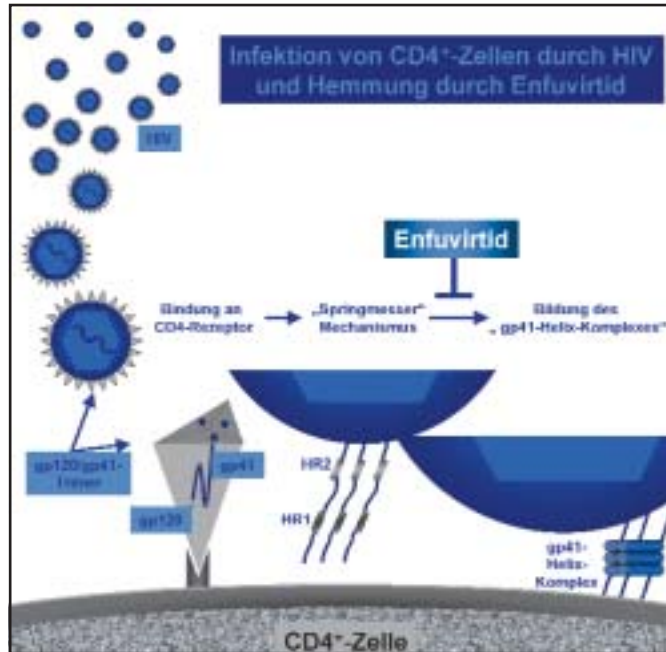 Infektion von CD4⁺-Zellen durch HIV
und Hemmung durch Enfuvirtid
HIV
Enfuvirtid
Bindung an
CD4-Rezeptor
„Springmesser“
Mechanismus
Bildung des
„gp41-Helix-Komplexes“
gp120/gp41-
Trimer
gp41
gp120
HR2
HR1
gp41-
Helix-
Komplex
CD4⁺-Zelle